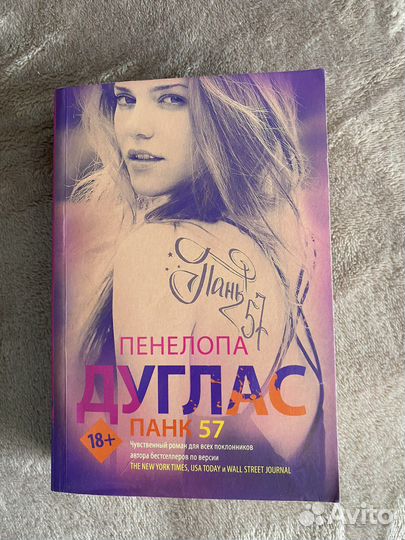 Панк
57
ПЕНЕЛОПА
ДУГЛАС
ПАНК 57
18+
Чувственный роман для всех поклонников
автора бестселлеров по версии
THE NEW YORK TIMES, USA TODAY и WALL STREET JOURNAL
Avito